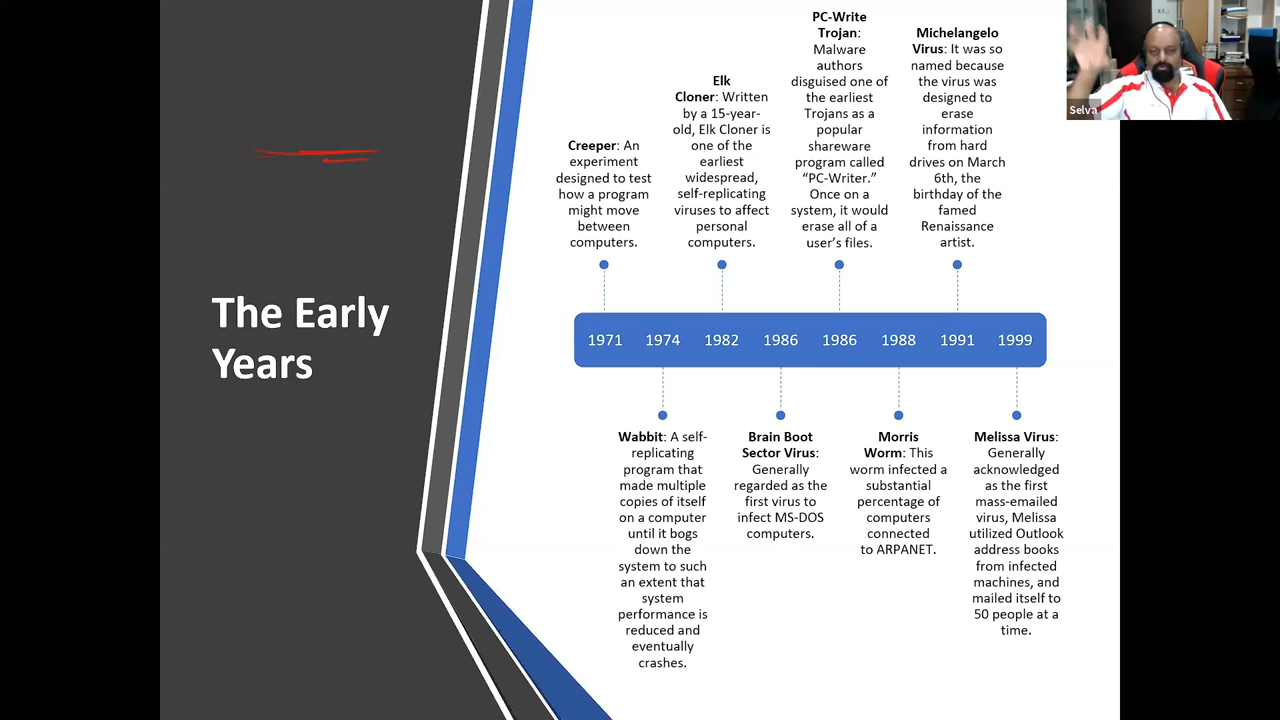 The Early
Years
Creeper: An
experiment
designed to test
how a program
might move
between
computers.
Elk
Cloner: Written
by a 15-year-
old, Elk Cloner is
one of the
earliest
widespread,
self-replicating
viruses to affect
personal
computers.
PC-Write
Trojan:
Malware
authors
disguised one of
the earliest
Trojans as a
popular
shareware
program called
“PC-Writer.”
Once on a
system, it would
erase all of a
user’s files.
Michelangelo
Virus: It was so
named because
the virus was
designed to
erase
information
from hard
drives on March
6th, the
birthday of the
famed
Renaissance
artist.
Selva
1971 1974 1982 1986 1986 1988 1991 1999
Wabbit: A self-
replicating
program that
made multiple
copies of itself
on a computer
until it bogs
down the
system to such
an extent that
system
performance is
reduced and
eventually
crashes.
Brain Boot
Sector Virus:
Generally
regarded as the
first virus to
infect MS-DOS
computers.
Morris
Worm: This
worm infected a
substantial
percentage of
computers
connected
to ARPANET.
Melissa Virus:
Generally
acknowledged
as the first
mass-emailed
virus, Melissa
utilized Outlook
address books
from infected
machines, and
mailed itself to
50 people at a
time.